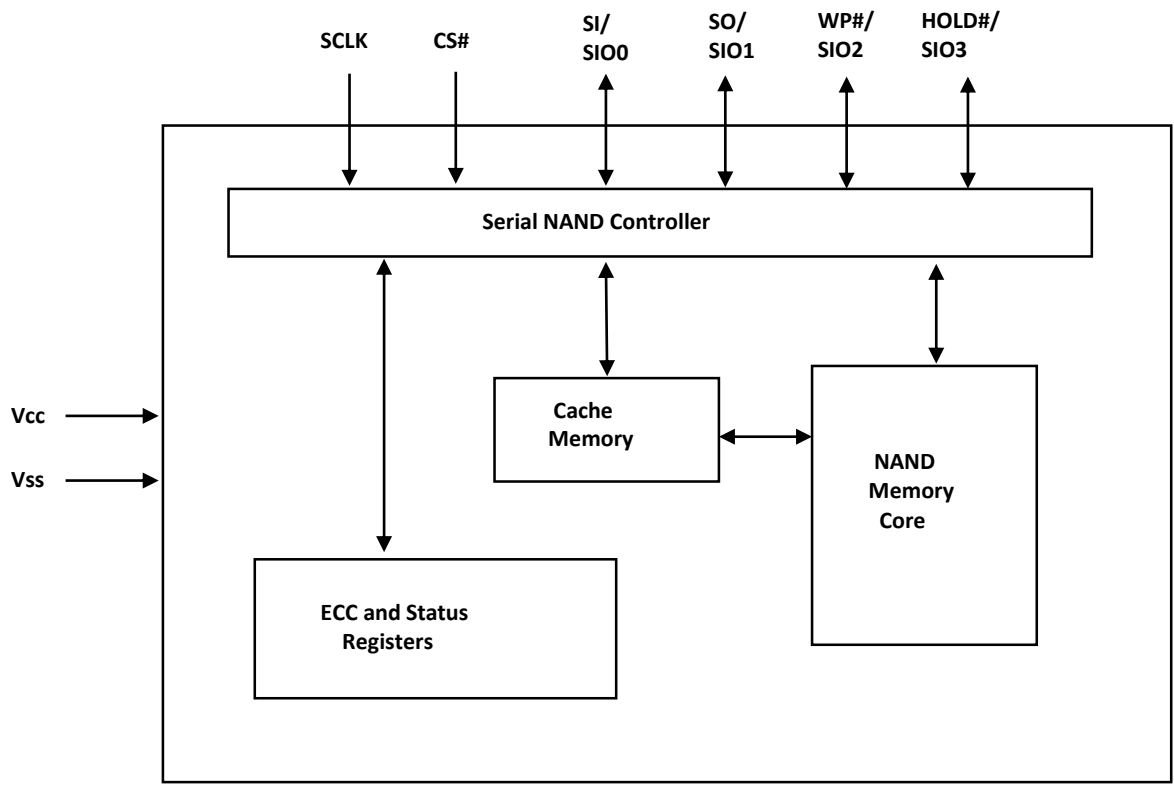 SCLK
CS#
SI/
SIO0
SO/
SIO1
WP#/
SIO2
HOLD#/
SIO3
Serial NAND Controller
Vcc
Vss
Cache
Memory
NAND
Memory
Core
ECC and Status
Registers